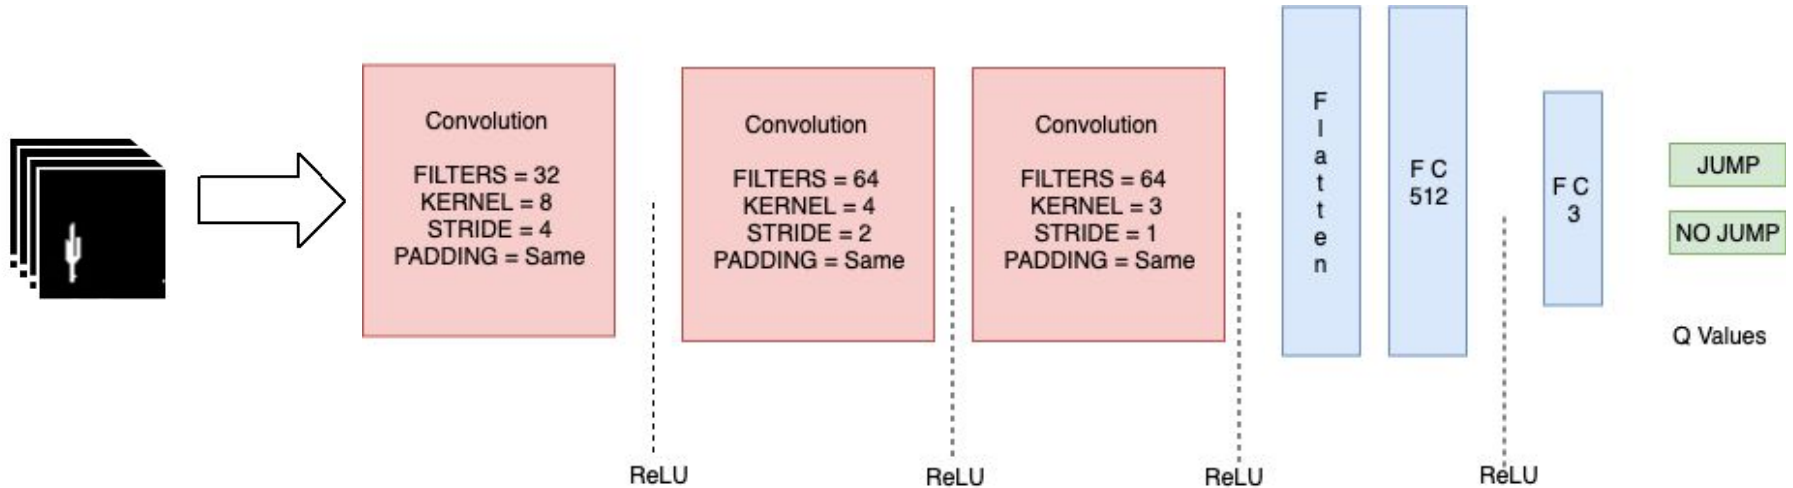 Convolution
FILTERS = 32
KERNEL = 8
STRIDE = 4
PADDING = Same
ReLU
Convolution
FILTERS = 64
KERNEL = 4
STRIDE = 2
PADDING = Same
ReLU
Convolution
FILTERS = 64
KERNEL = 3
STRIDE = 1
PADDING = Same
ReLU
Flatten
F C
512
ReLU
F C
3
JUMP
NO JUMP
Q Values